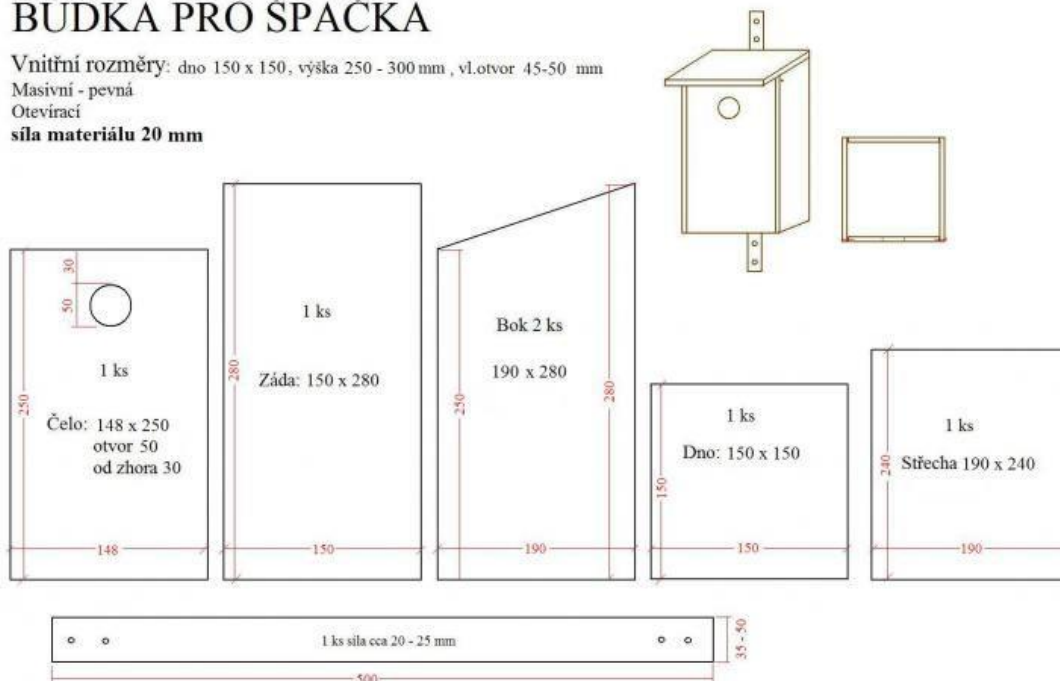 BUDKA PRO ŠPAČKA
Vnitřní rozměry: dno 150 x 150, výška 250 - 300 mm , vl.otvor 45-50 mm
Masivní - pevná
Otevírací
síla materiálu 20 mm
30
50
1 ks
250
Čelo: 148 x 250
otvor 50
od zhora 30
148
1 ks
280
Záda: 150 x 280
150
Bok 2 ks
190 x 280
250
280
190
1 ks
Dno: 150 x 150
150
150
1 ks
240
Střecha 190 x 240
190
1 ks síla cca 20 - 25 mm
35 - 50
500